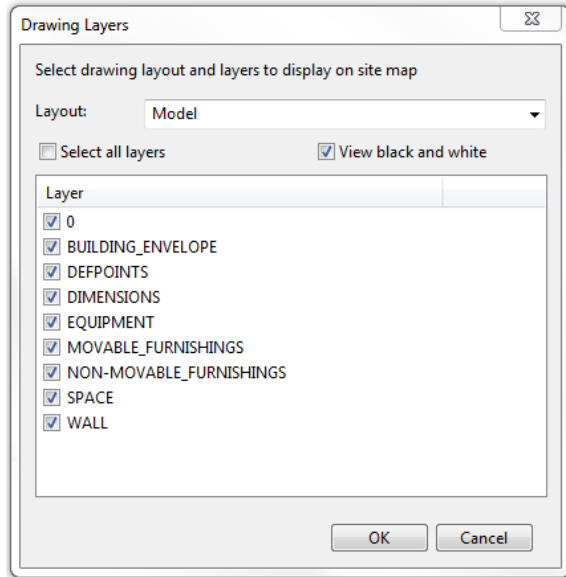 Drawing Layers
Select drawing layout and layers to display on site map
Layout: Model
Select all layers View black and white
Layer
0
BUILDING_ENVELOPE
DEFPOINTS
DIMENSIONS
EQUIPMENT
MOVABLE_FURNISHINGS
NON-MOVABLE_FURNISHINGS
SPACE
WALL
OK Cancel